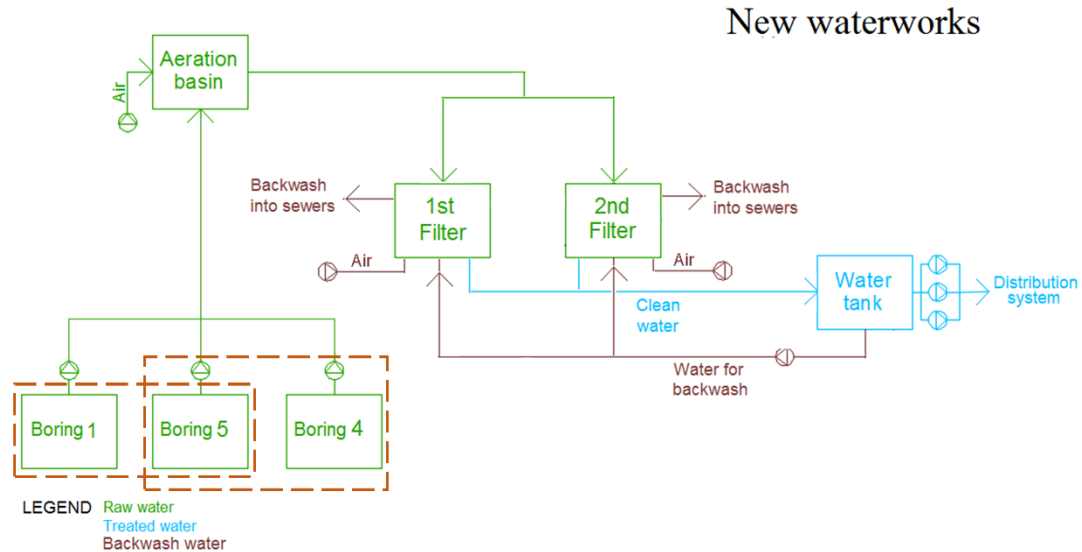 New waterworks
Aeration
basin
Air
Backwash
into sewers
1st
Filter
2nd
Filter
Backwash
into sewers
Air
Air
Water
tank
Distribution
system
Clean
water
Water for
backwash
Boring 1
Boring 5
Boring 4
LEGEND Raw water
Treated water
Backwash water